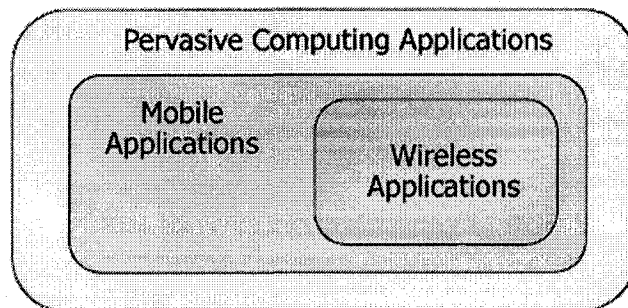 Pervasive Computing Applications
Mobile
Applications
Wireless
Applications